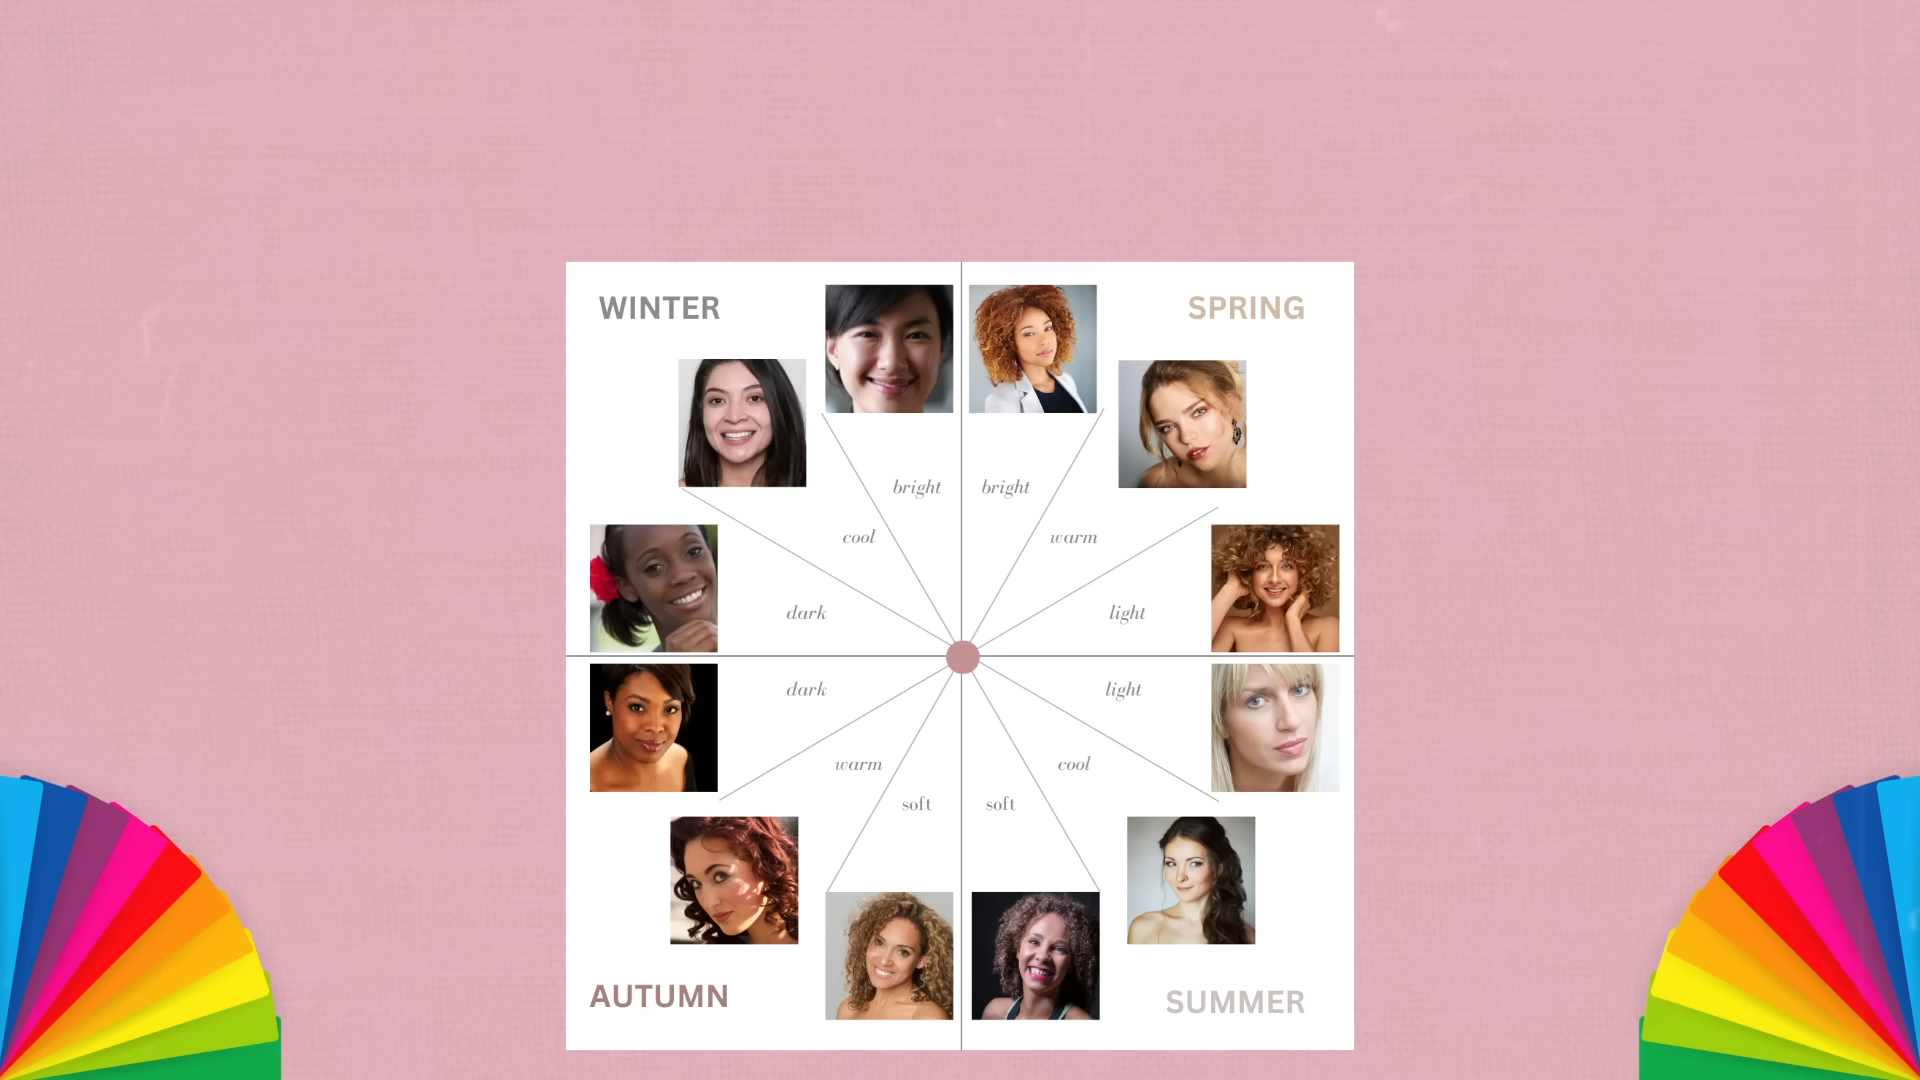 WINTER
SPRING
bright
bright
cool
warm
dark
light
dark
light
warm
cool
soft
soft
AUTUMN
SUMMER